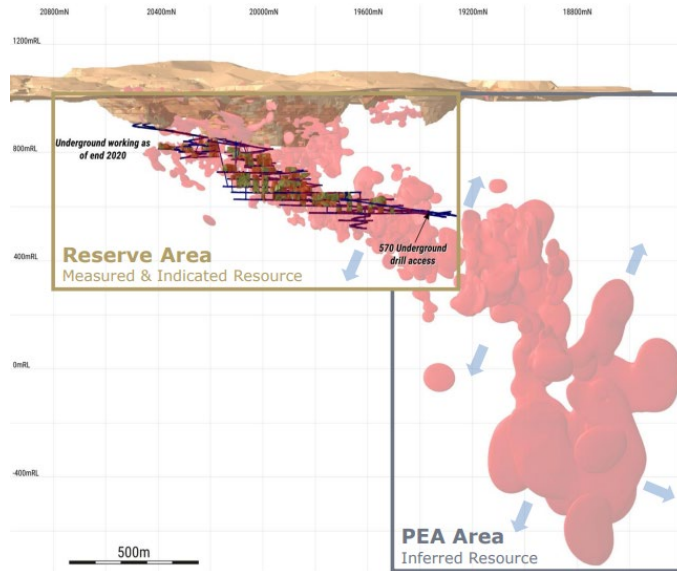 20800mN
20400mN
20000mN
19600mN
19200mN
18800mN
1200mRL
Underground working as
of end 2020
800mRL
570 Underground
drill access
400mRL
Reserve Area
Measured & Indicated Resource
0mRL
-400mRL
500m
PEA Area
Inferred Resource